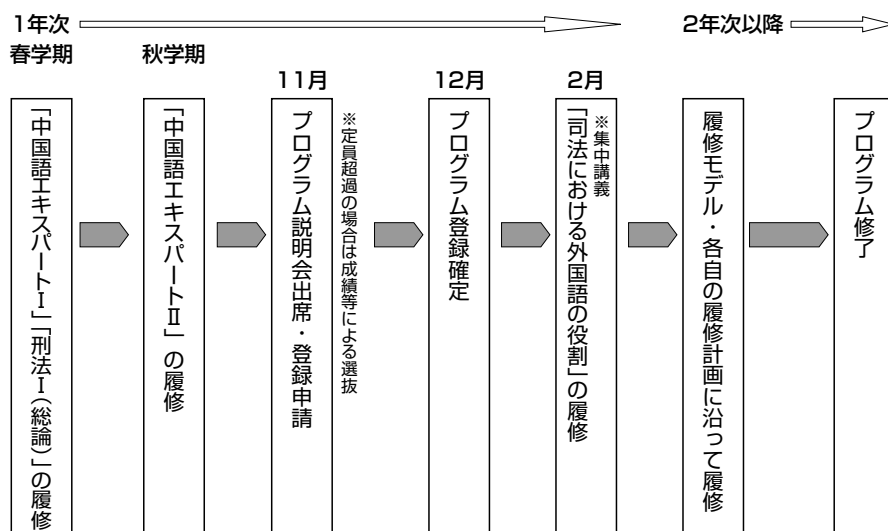 1年次
2年次以降
春学期
秋学期
11月
12月
2月
「中国語エキスパートⅠ」「刑法Ⅰ（総論）」の履修
「中国語エキスパートⅡ」の履修
プログラム説明会出席・登録申請
※定員超過の場合は成績等による選抜
プログラム登録確定
※集中講義
「司法における外国語の役割」の履修
履修モデル・各自の履修計画に沿って履修
プログラム修了